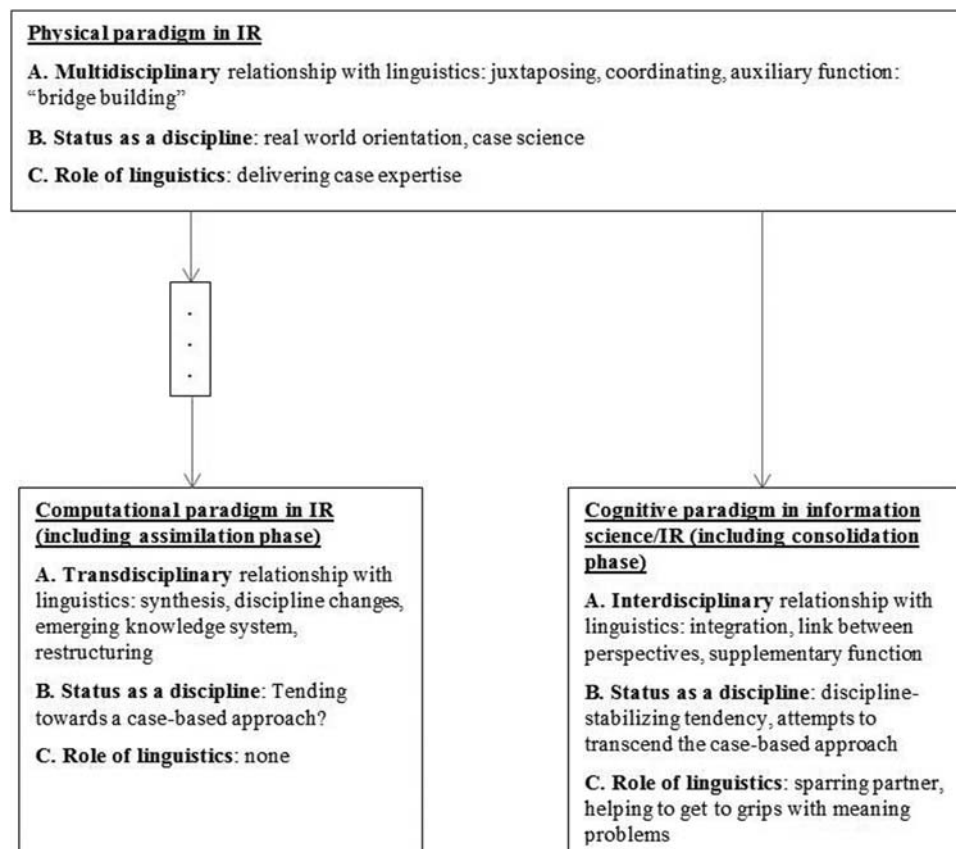 Physical paradigm in IR
A. Multidisciplinary relationship with linguistics: juxtaposing, coordinating, auxiliary function:
“bridge building”
B. Status as a discipline: real world orientation, case science
C. Role of linguistics: delivering case expertise
.
.
.
Computational paradigm in IR
(including assimilation phase)
A. Transdisciplinary relationship with
linguistics: synthesis, discipline changes,
emerging knowledge system,
restructuring
B. Status as a discipline: Tending
towards a case-based approach?
C. Role of linguistics: none
Cognitive paradigm in information
science/IR (including consolidation
phase)
A. Interdisciplinary relationship with
linguistics: integration, link between
perspectives, supplementary function
B. Status as a discipline: discipline-
stabilizing tendency, attempts to
transcend the case-based approach
C. Role of linguistics: sparring partner,
helping to get to grips with meaning
problems